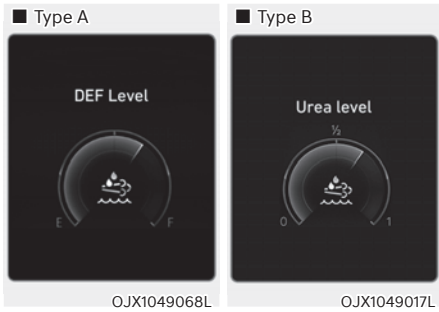 ■ Type A
DEF Level
E F
OJX1049068L
■ Type B
Urea level
½
0 1
OJX1049017L